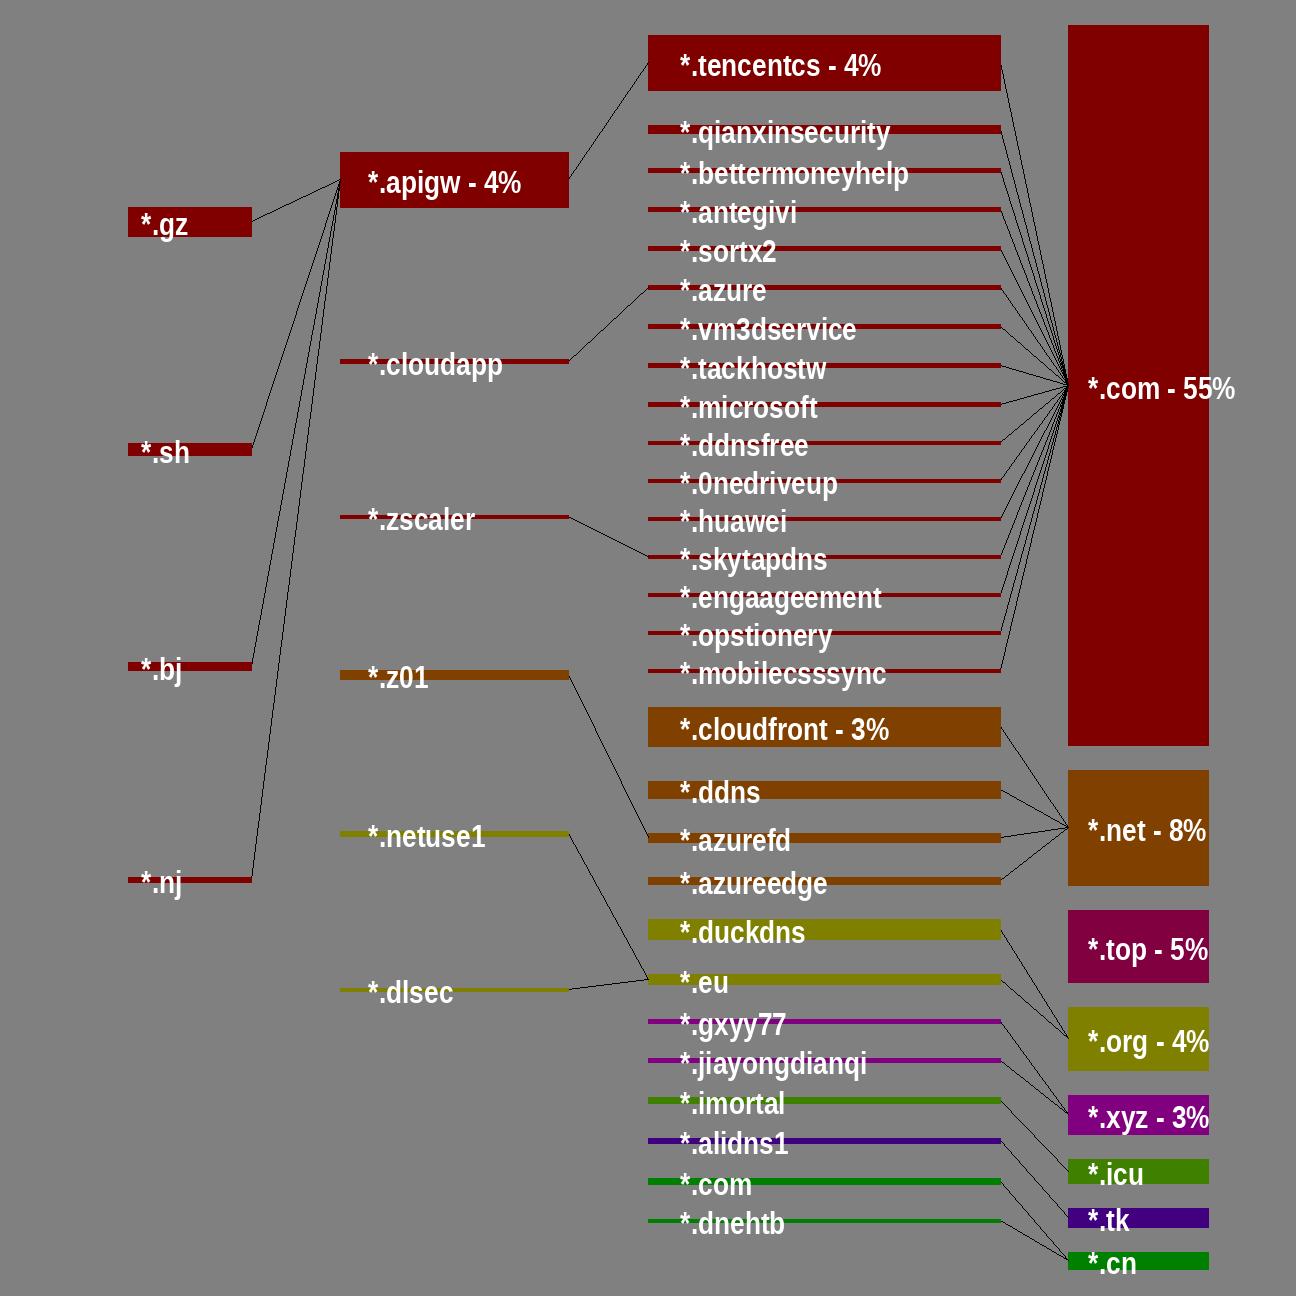 *.gz
*.sh
*.bj
*.nj
*.apigw - 4%
*.cloudapp
*.zscaler
*.z01
*.netuse1
*.dlsec
*.tencentcs - 4%
*.qianxinsecurity
*.bettermoneyhelp
*.antegivi
*.sortx2
*.azure
*.vm3dservice
*.tackhostw
*.microsoft
*.ddnsfree
*.0nedriveup
*.huawei
*.skytapdns
*.engaageement
*.opstionery
*.mobilecsssync
*.cloudfront - 3%
*.ddns
*.azurefd
*.azureedge
*.duckdns
*.eu
*.gxyy77
*.jiayongdianqi
*.imortal
*.alidns1
*.com
*.dnehtb
*.com - 55%
*.net - 8%
*.top - 5%
*.org - 4%
*.xyz - 3%
*.icu
*.tk
*.cn